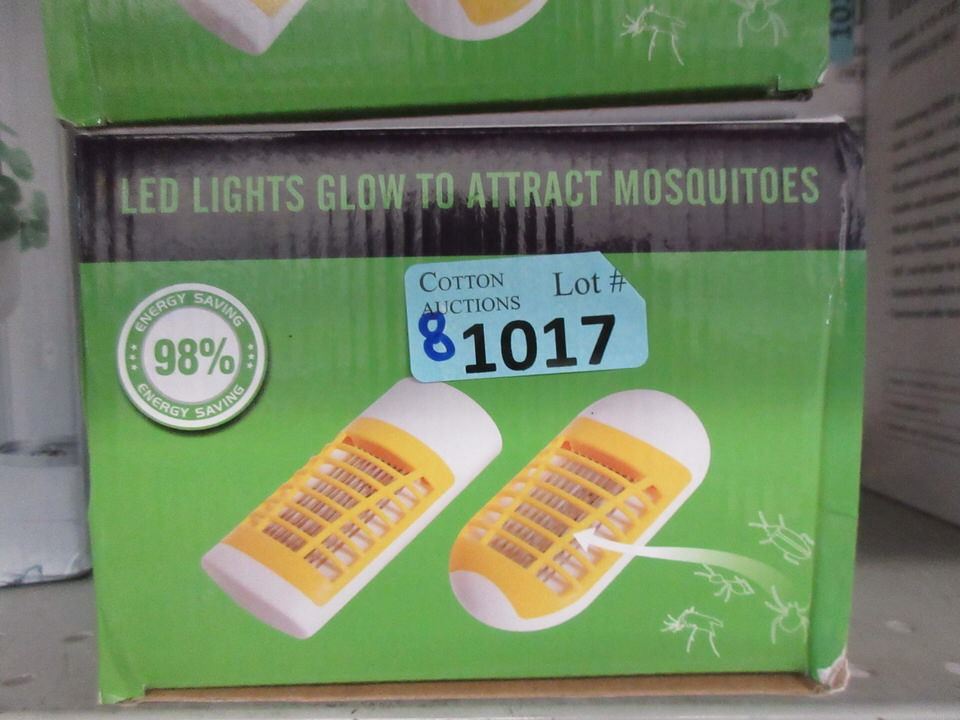 LED LIGHTS GLOW TO ATTRACT MOSQUITOES
ENERGY SAVING
98%
ENERGY SAVING
COTTON AUCTIONS
Lot #
8 1017